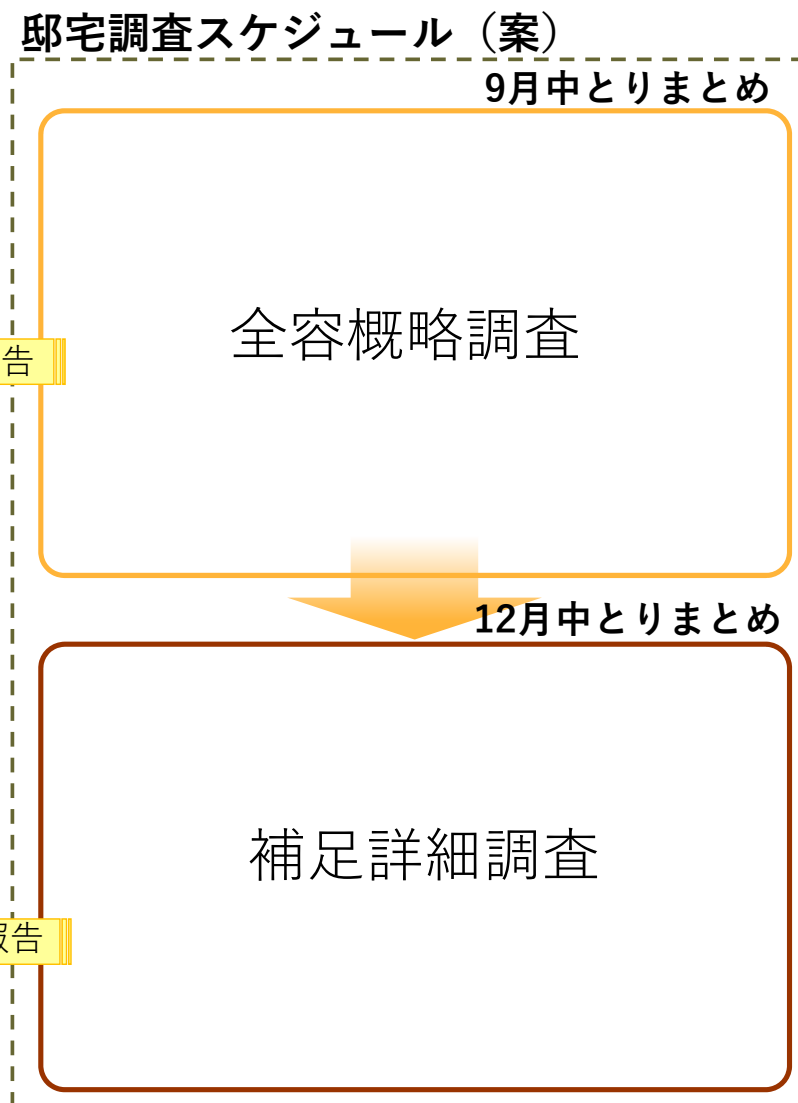 邸宅調査スケジュール（案）
9月中とりまとめ
全容概略調査
告
12月中とりまとめ
補足詳細調査
報告